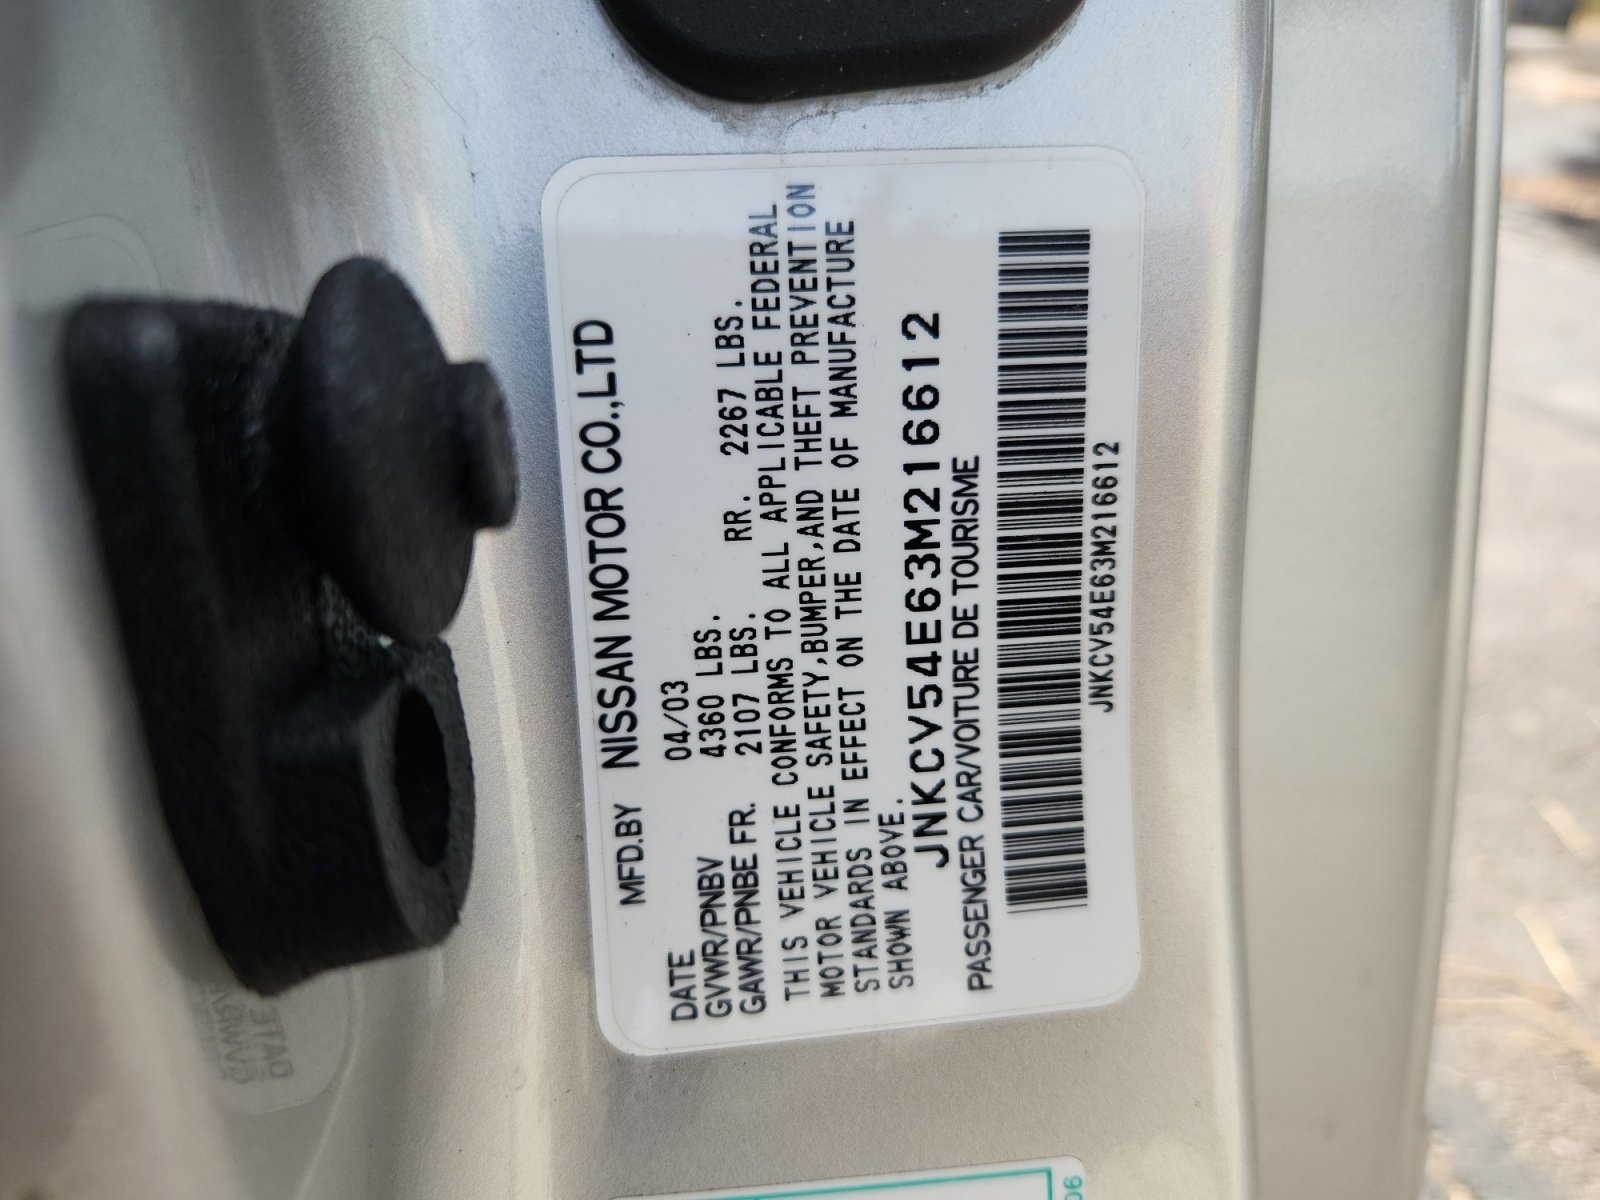 MFD.BY NISSAN MOTOR CO.,LTD
DATE 04/03
GVWR/PNBV 4360 LBS.
GAWR/PNBE FR. 2107 LBS. RR. 2267 LBS.
THIS VEHICLE CONFORMS TO ALL APPLICABLE FEDERAL
MOTOR VEHICLE SAFETY,BUMPER,AND THEFT PREVENTION
STANDARDS IN EFFECT ON THE DATE OF MANUFACTURE
SHOWN ABOVE.
JNKCV54E63M216612
PASSENGER CAR/VOITURE DE TOURISME
JNKCV54E63M216612
06